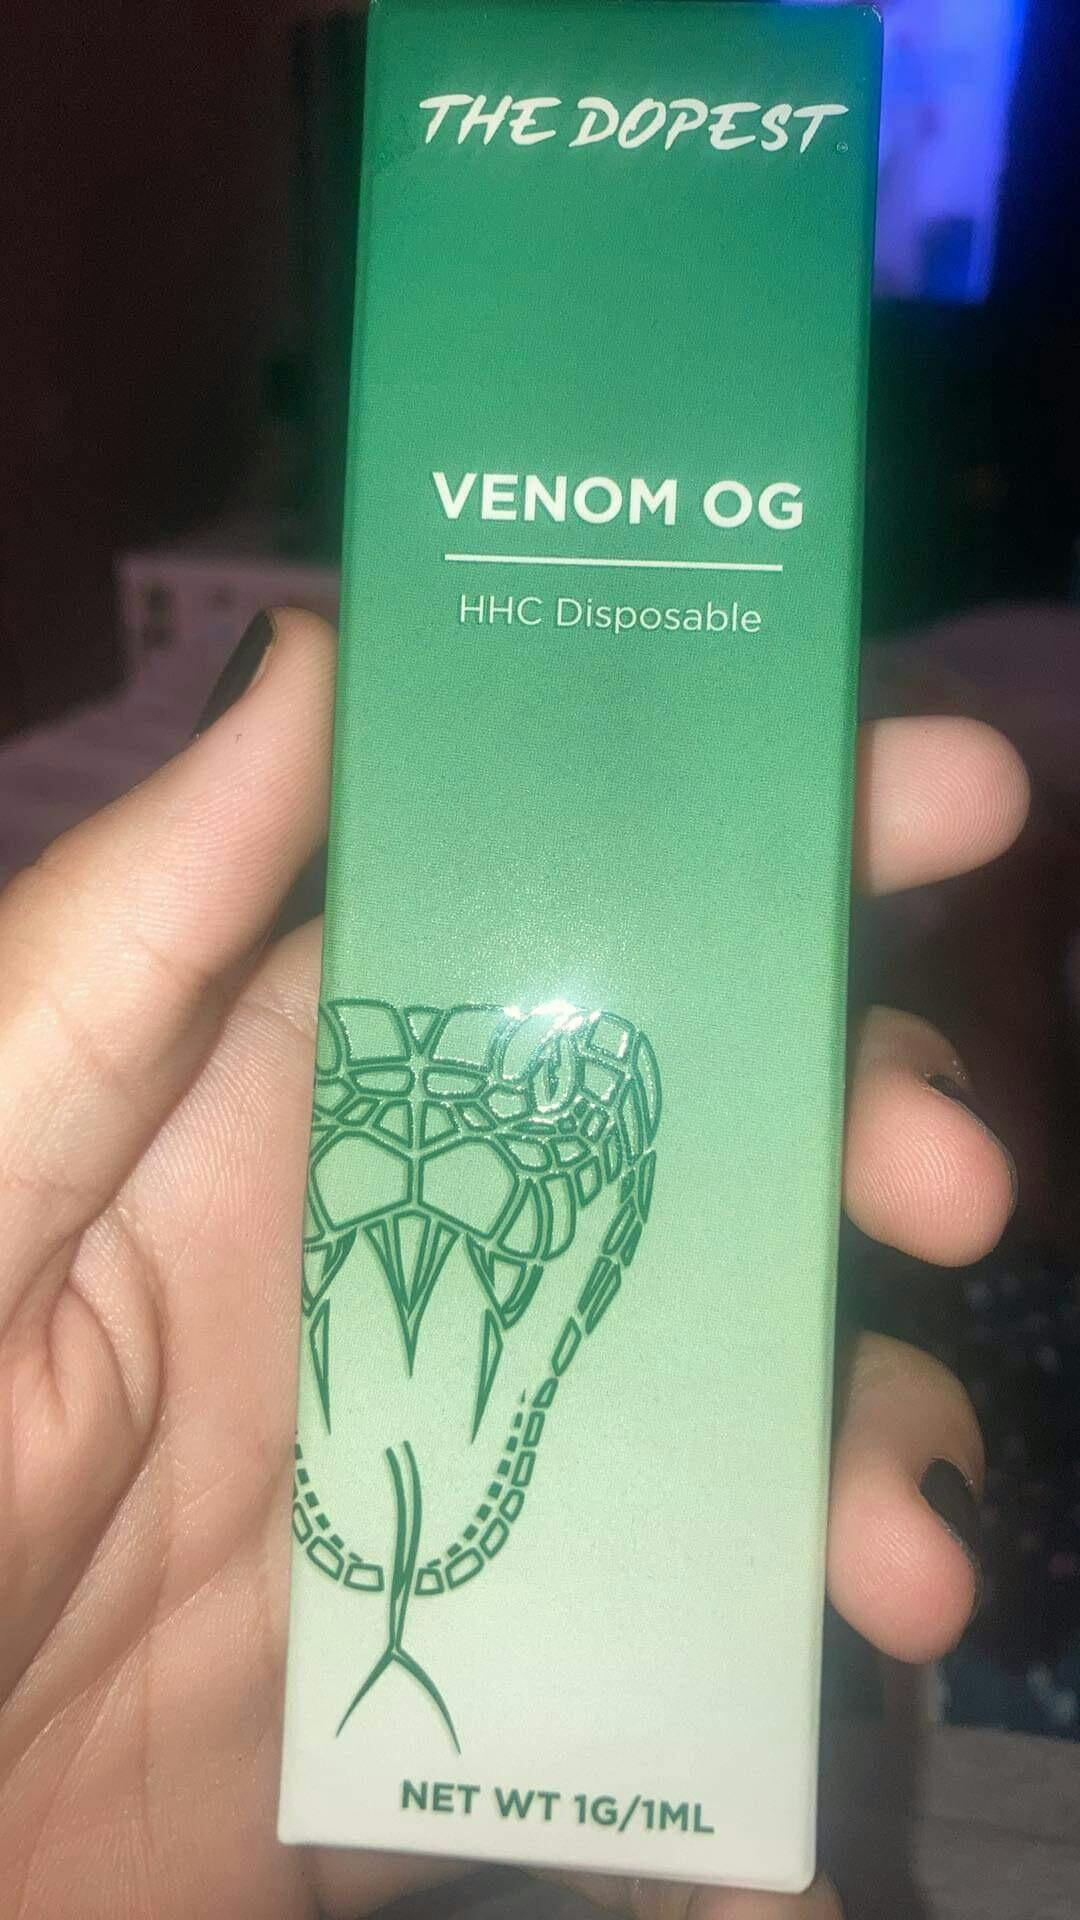 THE DOPEST
VENOM OG
HHC Disposable
NET WT 1G/1ML